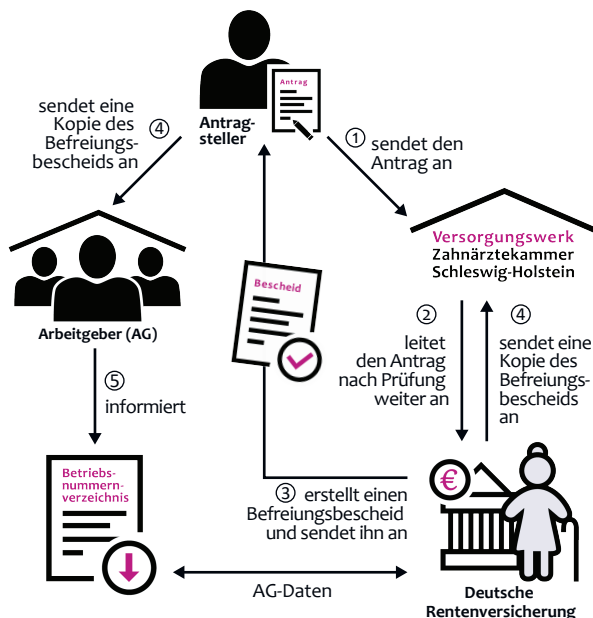 Antrag
Antrag-
steller
④
sendet eine
Kopie des
Befreiungs-
bescheids an
① sendet den
Antrag an
Versorgungswerk
Zahnärztekammer
Schleswig-Holstein
Arbeitgeber (AG)
Bescheid
②
leitet
den Antrag
nach Prüfung
weiter an
④
sendet eine
Kopie des
Befreiungs-
bescheids
an
⑤
informiert
Betriebs-
nummern-
verzeichnis
③ erstellt einen
Befreiungsbescheid
und sendet ihn an
€
AG-Daten
Deutsche
Rentenversicherung